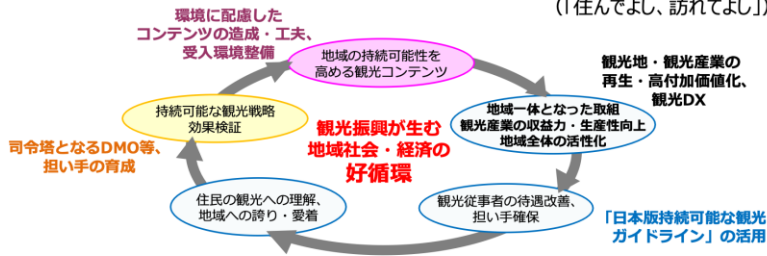 (「住んでよし、訪れてよし」)
環境に配慮した
コンテンツの造成・工夫、
受入環境整備
地域の持続可能性を
高める観光コンテンツ
観光地・観光産業の
再生・高付加価値化、
観光DX
持続可能な観光戦略
効果検証
地域一体となった取組
観光産業の収益力・生産性向上
地域全体の活性化
観光振興が生む
地域社会・経済の
好循環
司令塔となるDMO等、
担い手の育成
住民の観光への理解、
地域への誇り・愛着
観光従事者の待遇改善、
担い手確保
「日本版持続可能な観光
ガイドライン」の活用